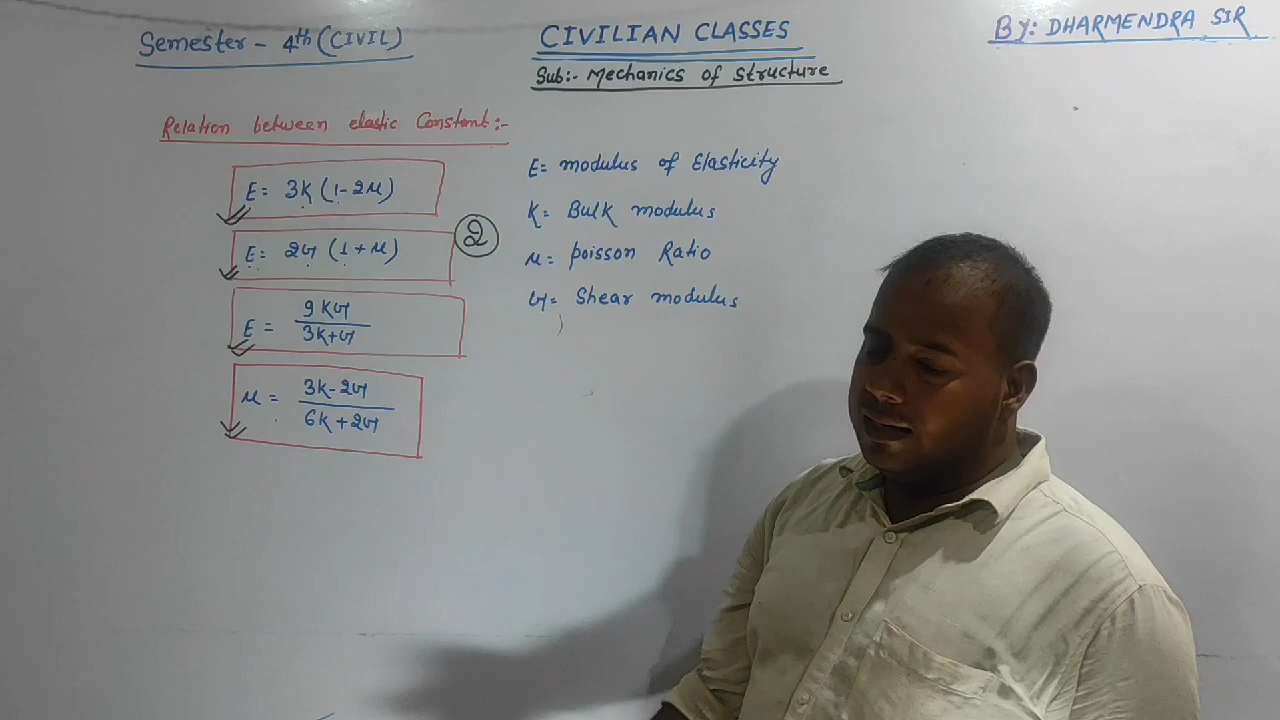 Semester - 4th (CIVIL)
CIVILIAN CLASSES
By: DHARMENDRA SIR
Sub:- Mechanics of structure
Relation between elastic Constant:-
E = 3K (1-2μ)
E = 2G (1+μ)
2
E = 9KG / 3K+G
μ = 3K-2G / 6K+2G
E= modulus of Elasticity
K= Bulk modulus
μ= poisson Ratio
G= Shear modulus